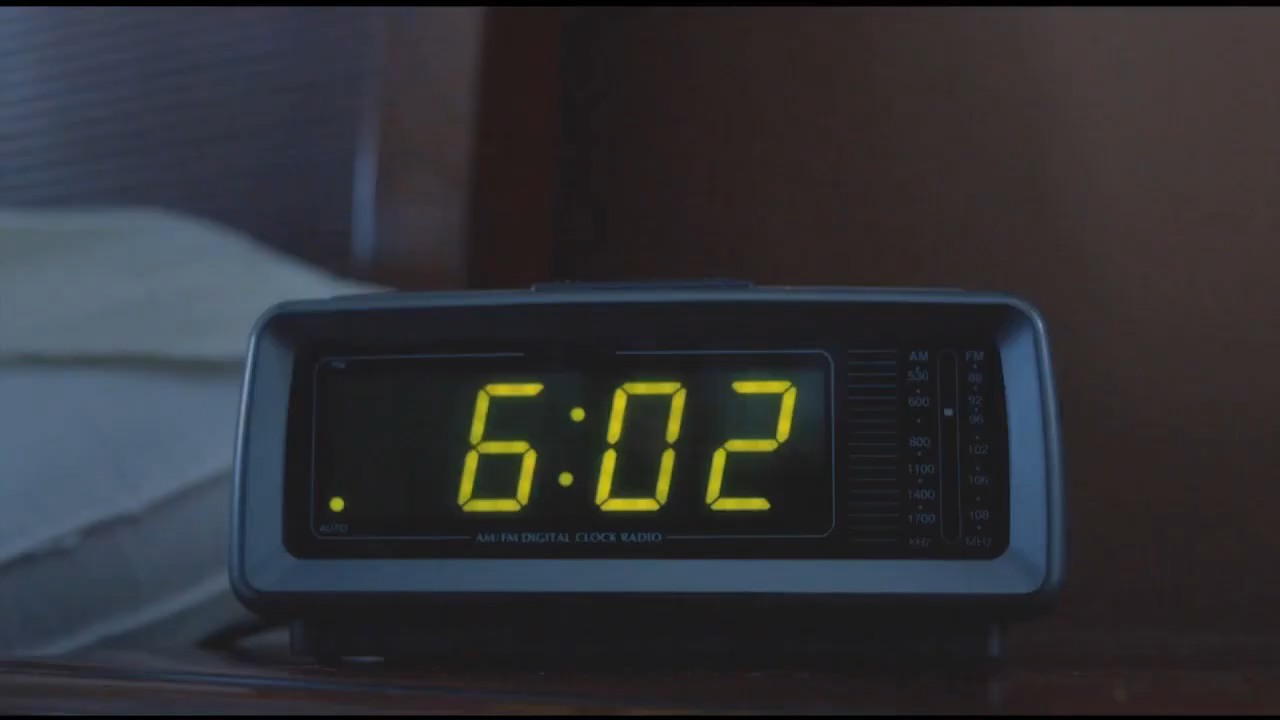 PM
6:02
AUTO
AM/FM DIGITAL CLOCK RADIO
AM FM
530 88
600 92
96
800 102
1100 106
1400 108
1700
kHz MHz